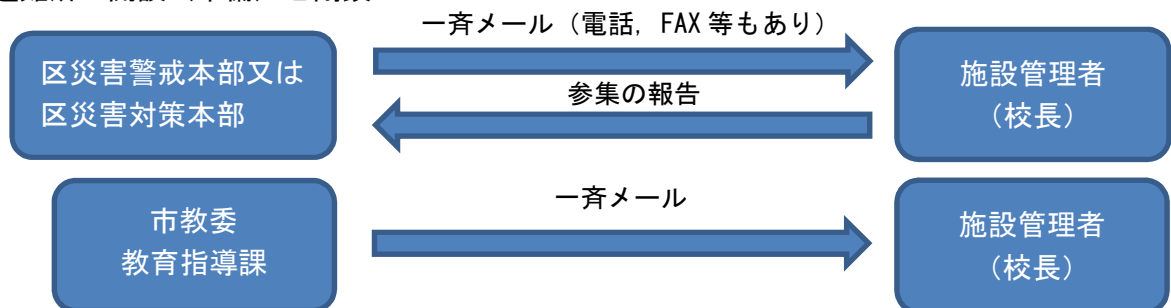 一斉メール（電話，FAX等もあり）
区災害警戒本部又は
区災害対策本部
施設管理者
（校長）
参集の報告
市教委
教育指導課
一斉メール
施設管理者
（校長）